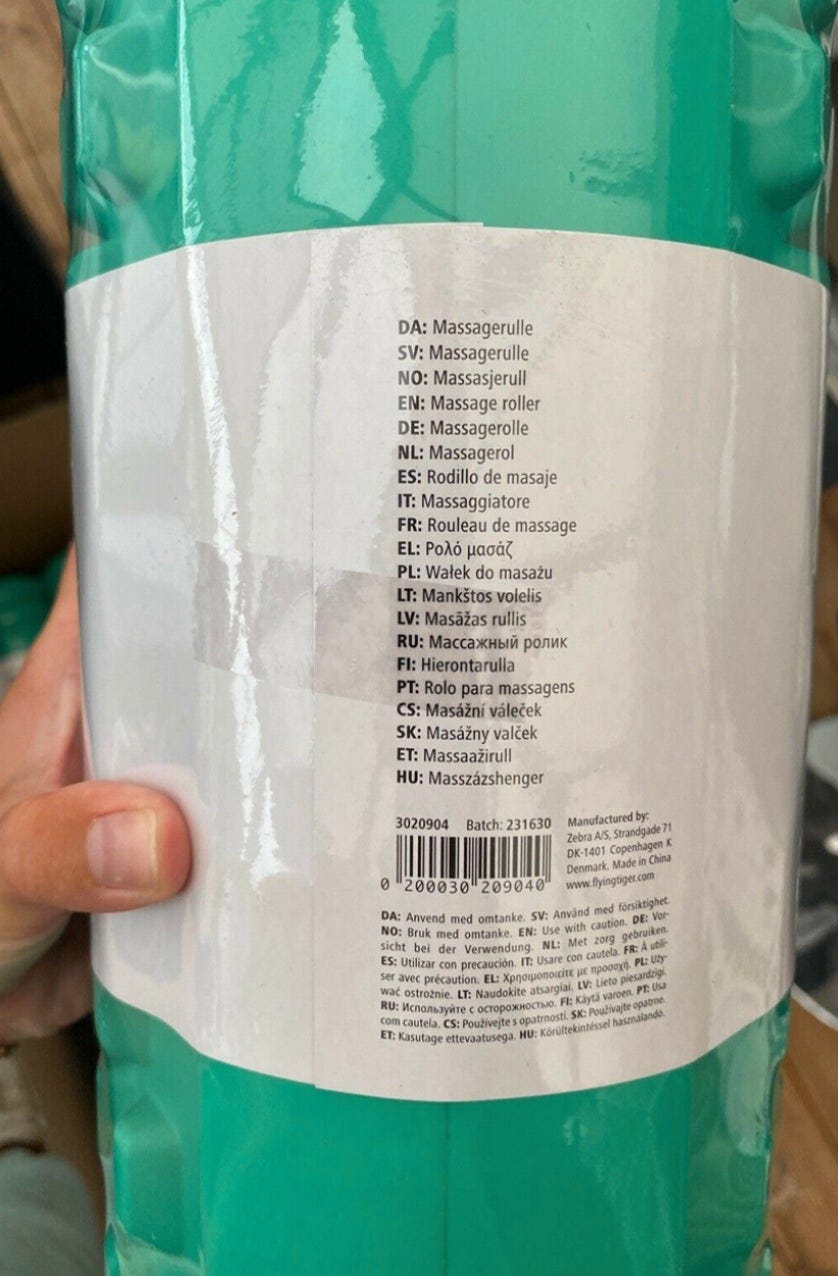 DA: Massagerulle
SV: Massagerulle
NO: Massasjerull
EN: Massage roller
DE: Massagerolle
NL: Massagerol
ES: Rodillo de masaje
IT: Massaggiatore
FR: Rouleau de massage
EL: Ρολό μασάζ
PL: Wałek do masażu
LT: Mankštos volelis
LV: Masāžas rullis
RU: Массажный ролик
FI: Hierontarulla
PT: Rolo para massagens
CS: Masážní váleček
SK: Masážny valček
ET: Massaažirull
HU: Masszázshenger
3020904 Batch: 231630
0 200030 209040
Manufactured by:
Zebra A/S, Strandgade 71
DK-1401 Copenhagen K
Denmark. Made in China
www.flyingtiger.com
DA: Anvend med omtanke. SV: Använd med försiktighet.
NO: Bruk med omtanke. EN: Use with caution. DE: Vor-
sicht bei der Verwendung. NL: Met zorg gebruiken.
ES: Utilizar con precaución. IT: Usare con cautela. FR: À utili-
ser avec précaution. EL: Χρησιμοποιείτε με προσοχή. PL: Uży-
wać ostrożnie. LT: Naudokite atsargiai. LV: Lieto piesardzīgi.
RU: Используйте с осторожностью. FI: Käytä varoen. PT: Usa
com cautela. CS: Používejte s opatrností. SK: Používajte opatrne.
ET: Kasutage ettevaatusega. HU: Körültekintéssel használandó.